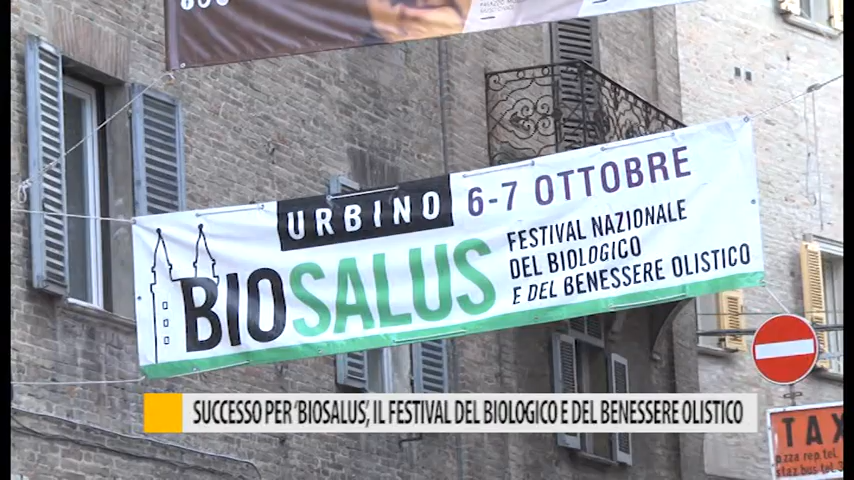 URBINO 6-7 OTTOBRE
BIOSALUS
FESTIVAL NAZIONALE
DEL BIOLOGICO
E DEL BENESSERE OLISTICO
SUCCESSO PER 'BIOSALUS', IL FESTIVAL DEL BIOLOGICO E DEL BENESSERE OLISTICO
TAX